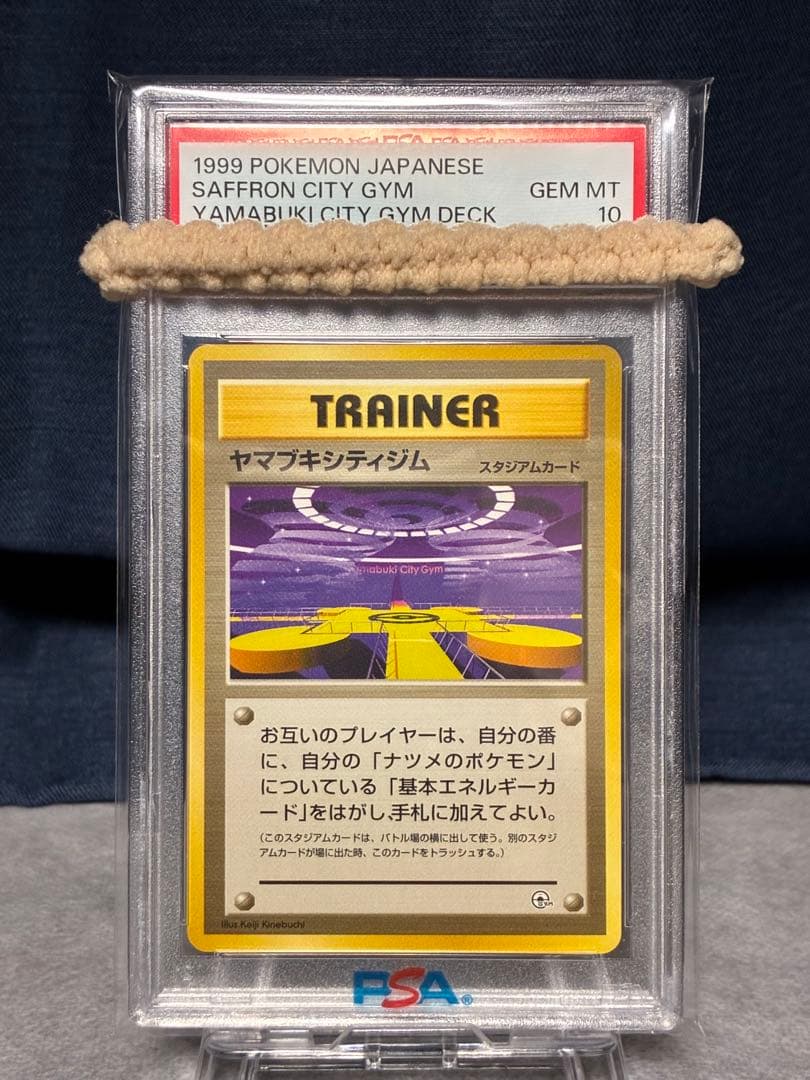 1999 POKEMON JAPANESE
SAFFRON CITY GYM GEM MT
YAMABUKI CITY GYM DECK 10
TRAINER
ヤマブキシティジム スタジアムカード
mabuki City Gym
お互いのプレイヤーは、自分の番
に、自分の「ナツメのポケモン」
についている「基本エネルギーカ
ード」をはがし、手札に加えてよい。
(このスタジアムカードは、バトル場の横に出して使う。別のスタジ
アムカードが場に出た時、このカードをトラッシュする。)
Illus. Keiji Kinebuchi
PSA®